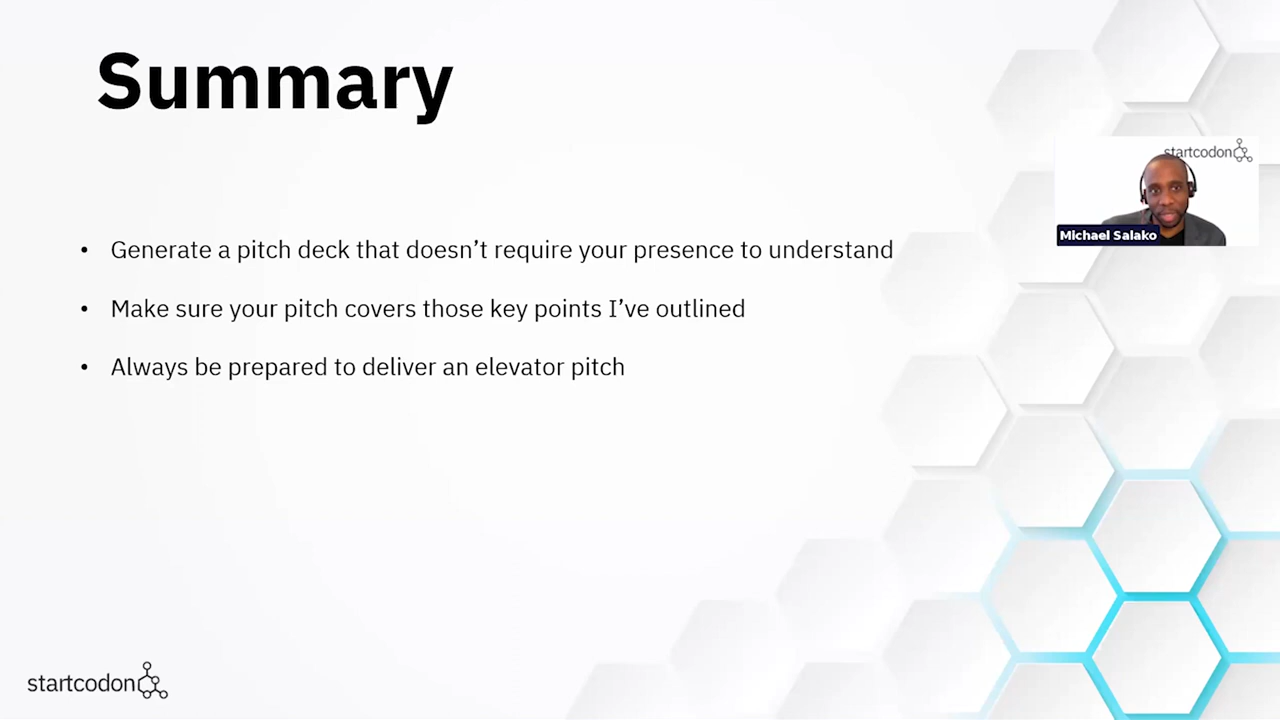 Summary
startcodon
Michael Salako
• Generate a pitch deck that doesn’t require your presence to understand
• Make sure your pitch covers those key points I’ve outlined
• Always be prepared to deliver an elevator pitch
startcodon